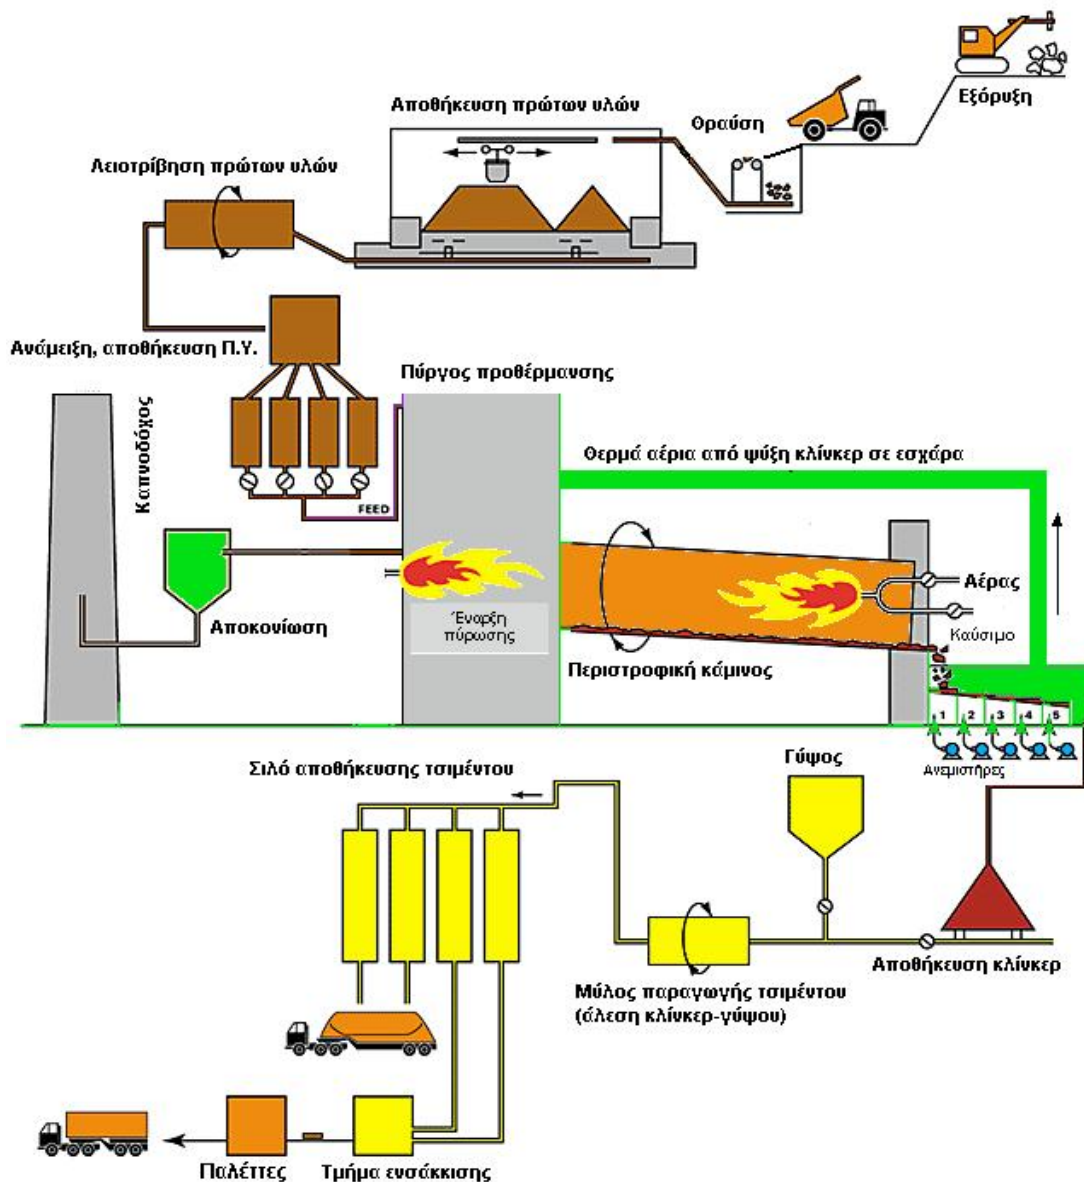 Εξόρυξη
Θραύση
Αποθήκευση πρώτων υλών
Λειοτρίβηση πρώτων υλών
Ανάμειξη, αποθήκευση Π.Υ.
Πύργος προθέρμανσης
Καπνοδόχος
Θερμά αέρια από ψύξη κλίνκερ σε εσχάρα
FEED
Αέρας
Αποκονίωση
Έναρξη
πύρωσης
Καύσιμο
Περιστροφική κάμινος
1 2 3 4 5
Ανεμιστήρες
Γύψος
Σιλό αποθήκευσης τσιμέντου
Αποθήκευση κλίνκερ
Μύλος παραγωγής τσιμέντου
(άλεση κλίνκερ-γύψου)
Παλέττες
Τμήμα ενσάκκισης